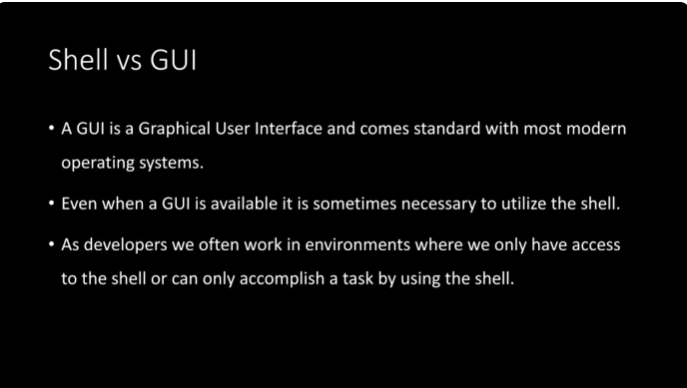 Shell vs GUI
• A GUI is a Graphical User Interface and comes standard with most modern
operating systems.
• Even when a GUI is available it is sometimes necessary to utilize the shell.
• As developers we often work in environments where we only have access
to the shell or can only accomplish a task by using the shell.